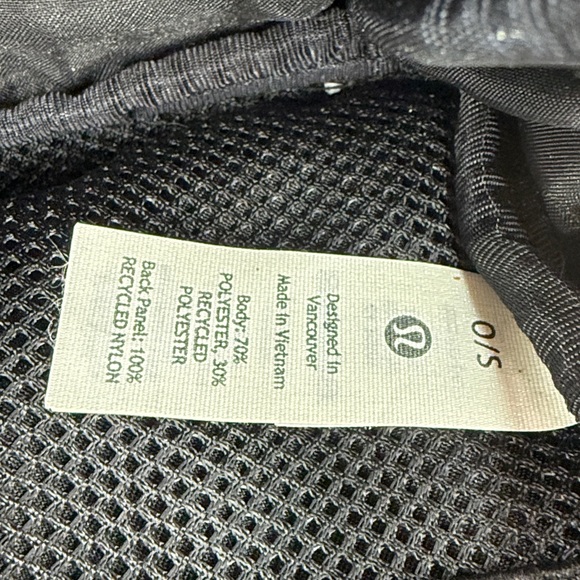 O/S
Designed in
Vancouver
Made in Vietnam
Body: 70%
POLYESTER, 30%
RECYCLED
POLYESTER
Back Panel: 100%
RECYCLED NYLON